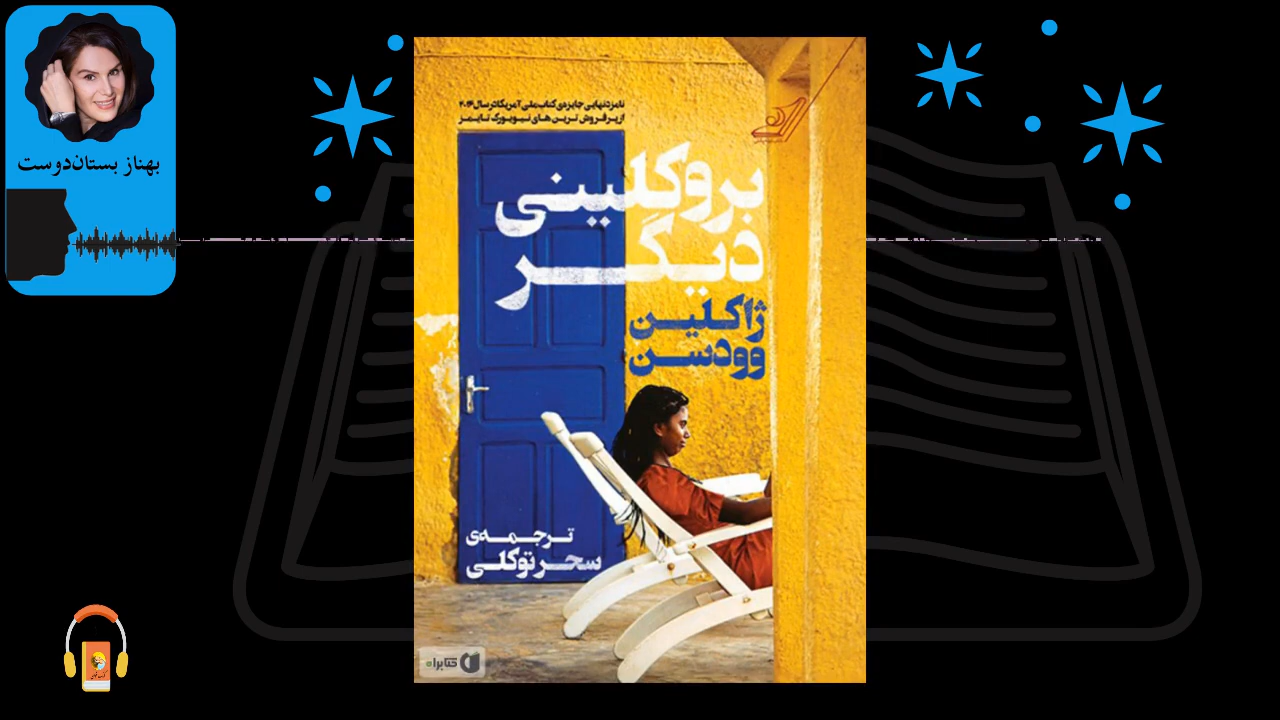 بهناز بستان‌دوست
نامزد نهایی جایزه‌ی کتاب ملی آمریکا در سال ۲۰۱۶
از پرفروش ترین های نیویورک تایمز
بروکلینی
دیگر
ژاکلین
وودسن
ترجمه‌ی
سحر توکلی
کتابراه